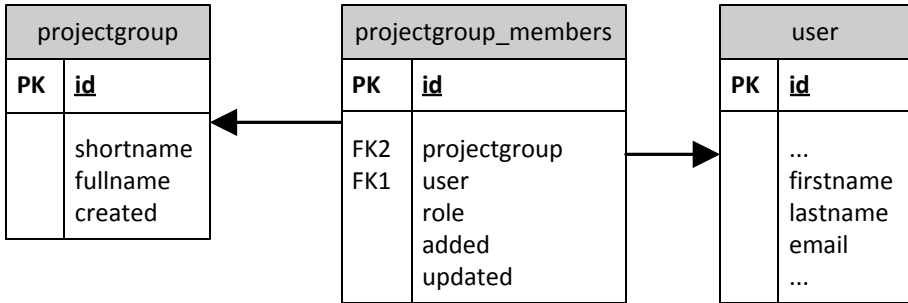 projectgroup
PK id
shortname
fullname
created
projectgroup_members
PK id
FK2 projectgroup
FK1 user
role
added
updated
user
PK id
...
firstname
lastname
email
...